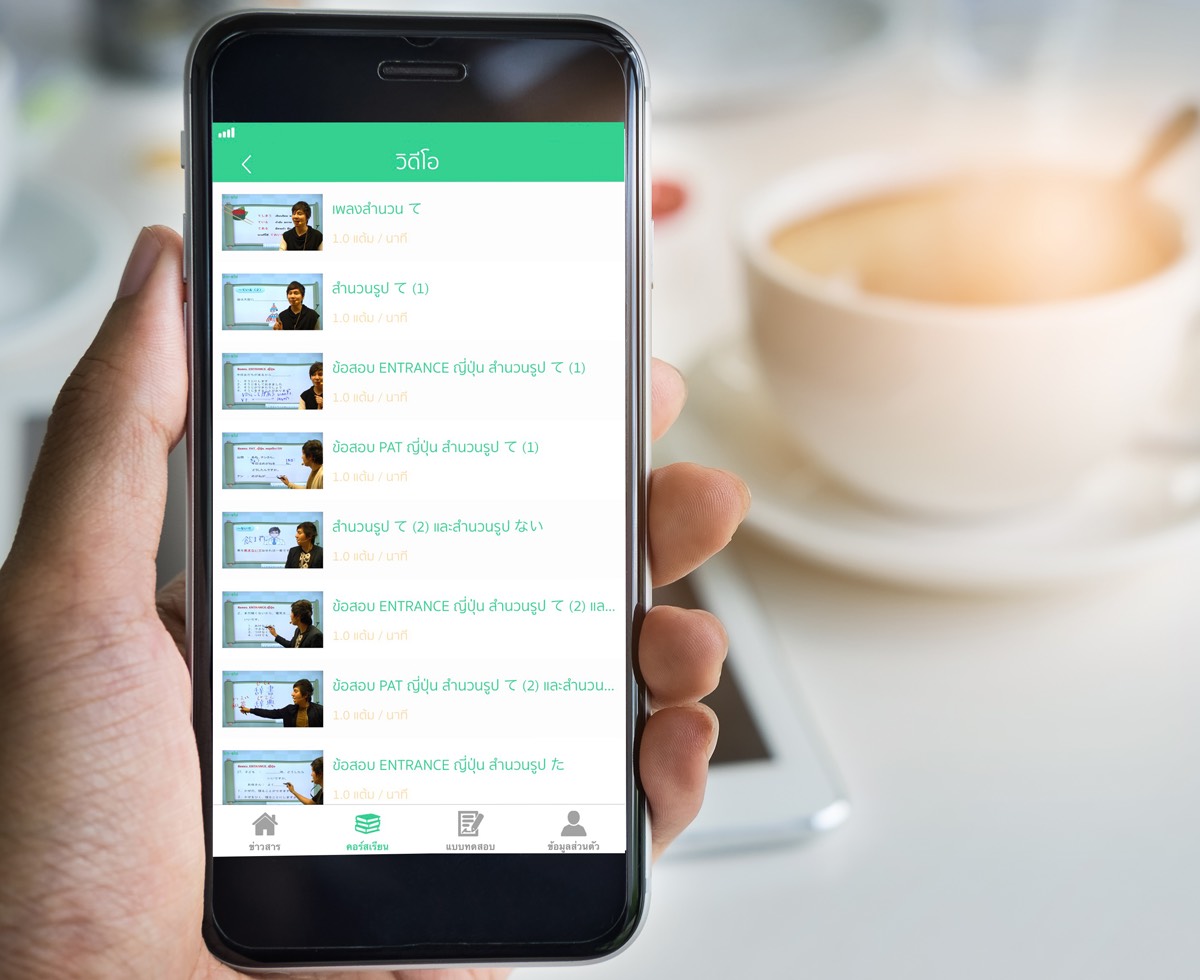 วิดีโอ
เพลงสำนวน て
1.0 แต้ม / นาที
สำนวนรูป て (1)
1.0 แต้ม / นาที
ข้อสอบ ENTRANCE ญี่ปุ่น สำนวนรูป て (1)
1.0 แต้ม / นาที
ข้อสอบ PAT ญี่ปุ่น สำนวนรูป て (1)
1.0 แต้ม / นาที
สำนวนรูป て (2) และสำนวนรูป ない
1.0 แต้ม / นาที
ข้อสอบ ENTRANCE ญี่ปุ่น สำนวนรูป て (2) แล...
1.0 แต้ม / นาที
ข้อสอบ PAT ญี่ปุ่น สำนวนรูป て (2) และสำนวน...
1.0 แต้ม / นาที
ข้อสอบ ENTRANCE ญี่ปุ่น สำนวนรูป た
1.0 แต้ม / นาที
ข่าวสาร คอร์สเรียน แบบทดสอบ ข้อมูลส่วนตัว